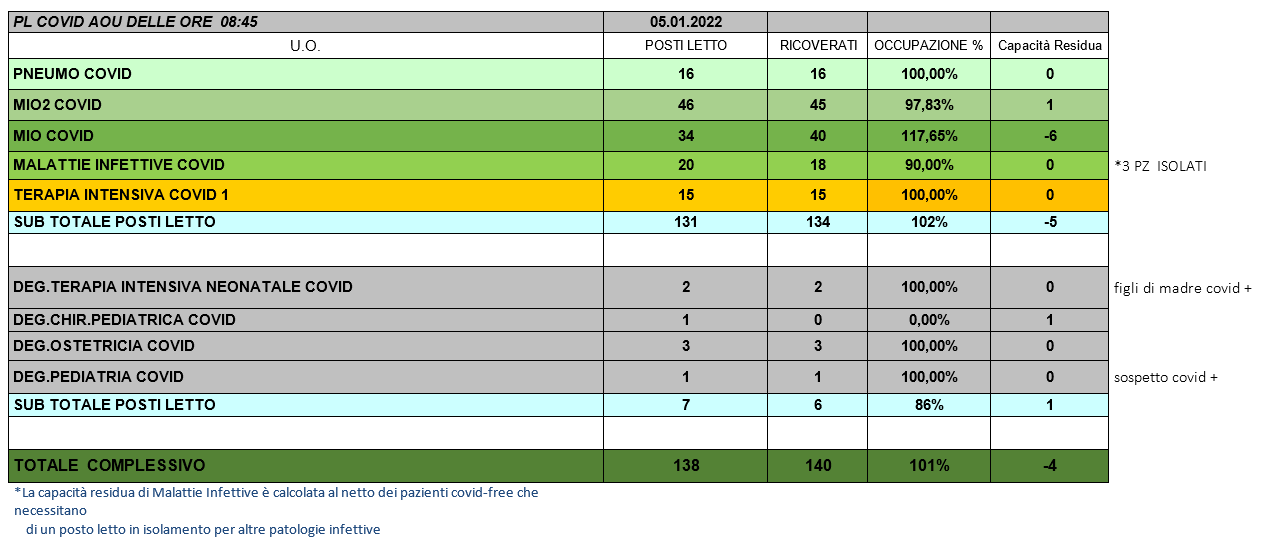 PL COVID AOU DELLE ORE 08:45 05.01.2022
U.O. POSTI LETTO RICOVERATI OCCUPAZIONE % Capacità Residua
PNEUMO COVID 16 16 100,00% 0
MIO2 COVID 46 45 97,83% 1
MIO COVID 34 40 117,65% -6
MALATTIE INFETTIVE COVID 20 18 90,00% 0 *3 PZ ISOLATI
TERAPIA INTENSIVA COVID 1 15 15 100,00% 0
SUB TOTALE POSTI LETTO 131 134 102% -5
DEG.TERAPIA INTENSIVA NEONATALE COVID 2 2 100,00% 0 figli di madre covid +
DEG.CHIR.PEDIATRICA COVID 1 0 0,00% 1
DEG.OSTETRICIA COVID 3 3 100,00% 0
DEG.PEDIATRIA COVID 1 1 100,00% 0 sospetto covid +
SUB TOTALE POSTI LETTO 7 6 86% 1
TOTALE COMPLESSIVO 138 140 101% -4
*La capacità residua di Malattie Infettive è calcolata al netto dei pazienti covid-free che
necessitano
di un posto letto in isolamento per altre patologie infettive